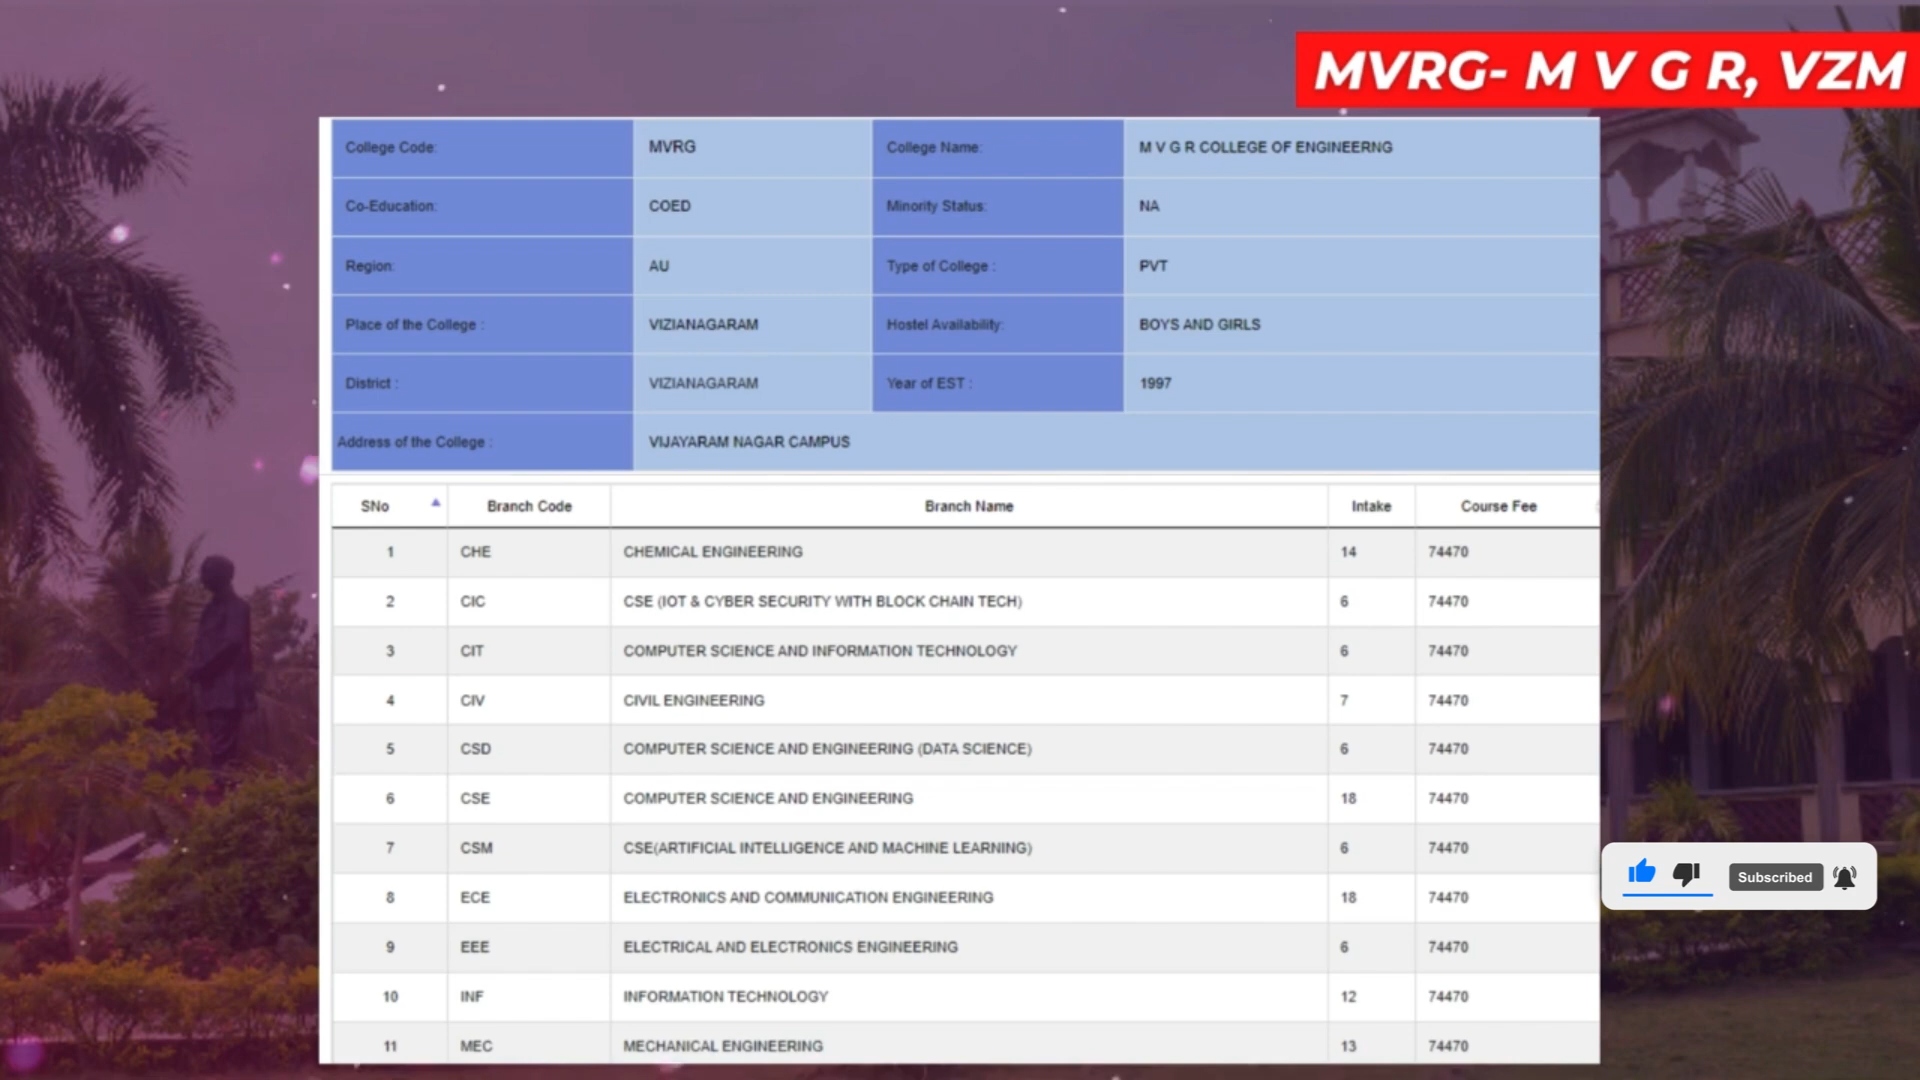 MVRG- M V G R, VZM
College Code: MVRG College Name: M V G R COLLEGE OF ENGINEERNG
Co-Education: COED Minority Status: NA
Region: AU Type of College : PVT
Place of the College : VIZIANAGARAM Hostel Availability: BOYS AND GIRLS
District : VIZIANAGARAM Year of EST : 1997
Address of the College : VIJAYARAM NAGAR CAMPUS
SNo Branch Code Branch Name Intake Course Fee
1 CHE CHEMICAL ENGINEERING 14 74470
2 CIC CSE (IOT & CYBER SECURITY WITH BLOCK CHAIN TECH) 6 74470
3 CIT COMPUTER SCIENCE AND INFORMATION TECHNOLOGY 6 74470
4 CIV CIVIL ENGINEERING 7 74470
5 CSD COMPUTER SCIENCE AND ENGINEERING (DATA SCIENCE) 6 74470
6 CSE COMPUTER SCIENCE AND ENGINEERING 18 74470
7 CSM CSE(ARTIFICIAL INTELLIGENCE AND MACHINE LEARNING) 6 74470
8 ECE ELECTRONICS AND COMMUNICATION ENGINEERING 18 74470
9 EEE ELECTRICAL AND ELECTRONICS ENGINEERING 6 74470
10 INF INFORMATION TECHNOLOGY 12 74470
11 MEC MECHANICAL ENGINEERING 13 74470
Subscribed